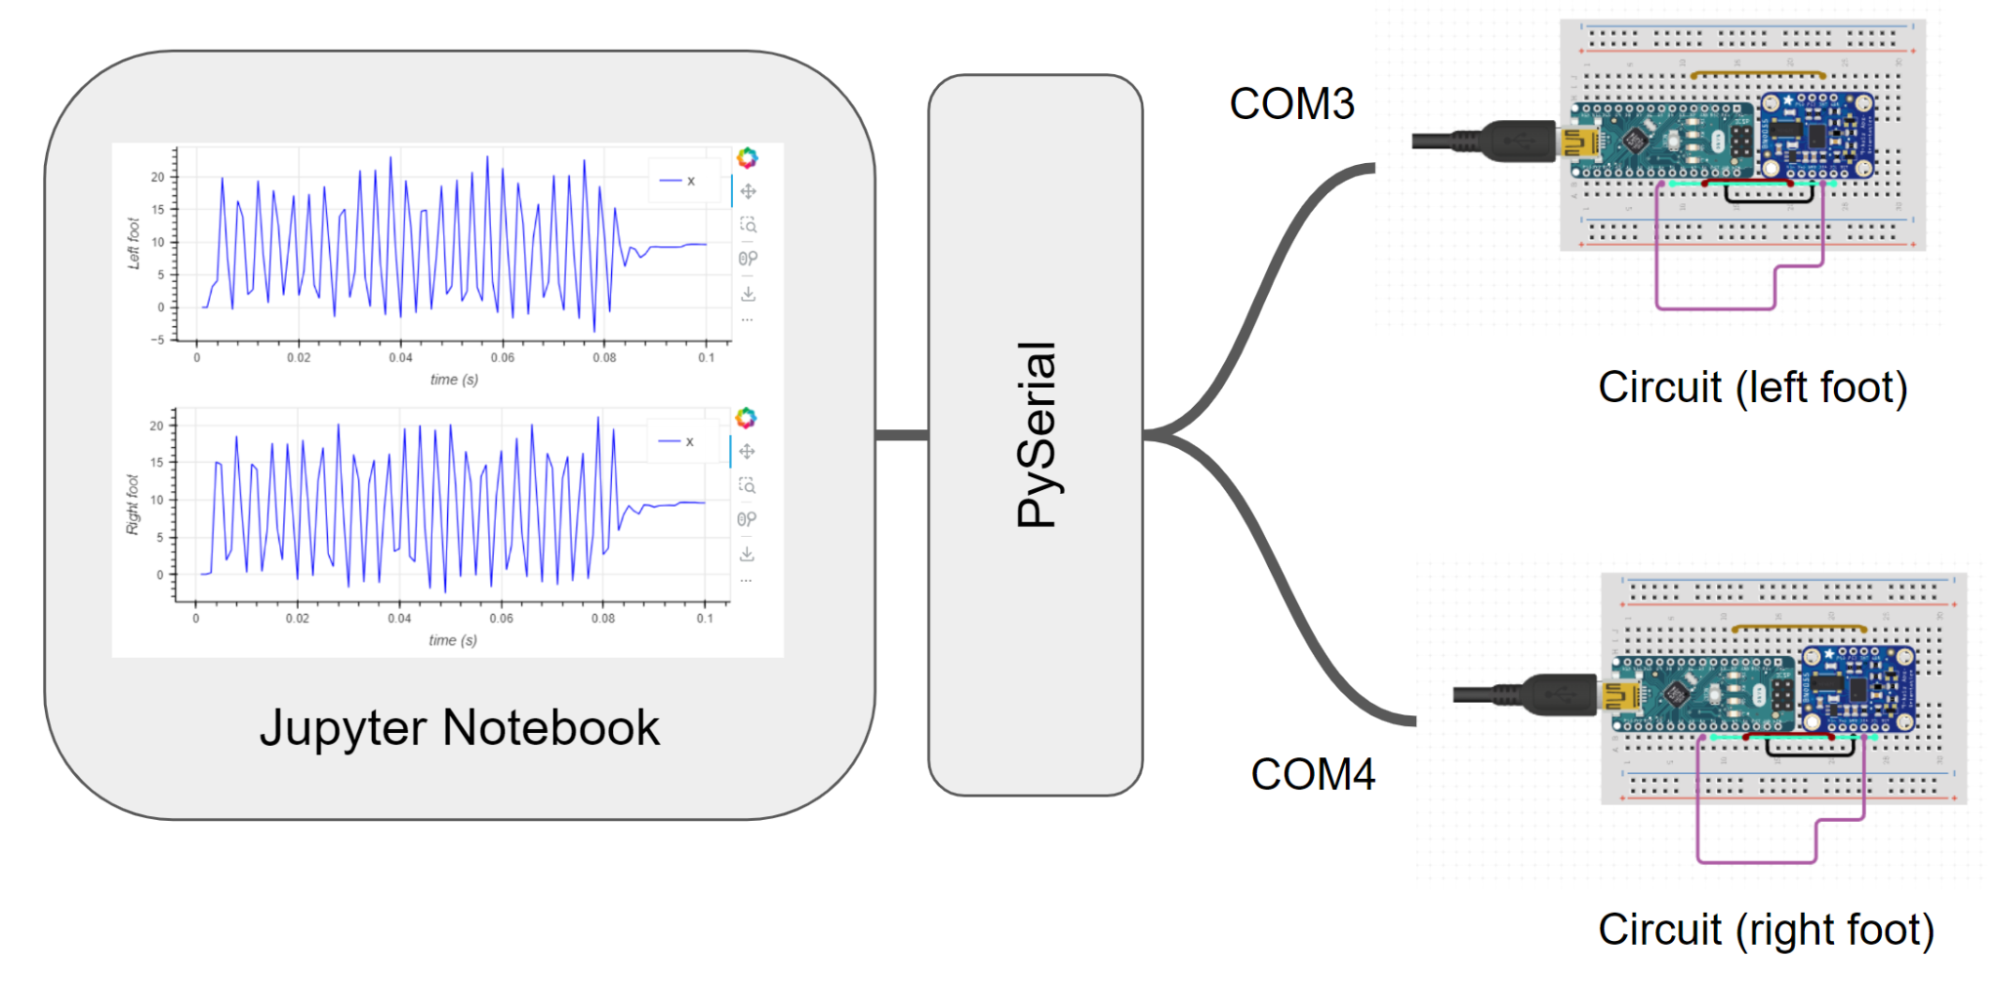 20
15
10
5
0
−5
Left foot
x
0
0.02
0.04
0.06
0.08
0.1
time (s)
20
15
10
5
0
Right foot
x
0
0.02
0.04
0.06
0.08
0.1
time (s)
Jupyter Notebook
PySerial
COM3
Circuit (left foot)
COM4
Circuit (right foot)